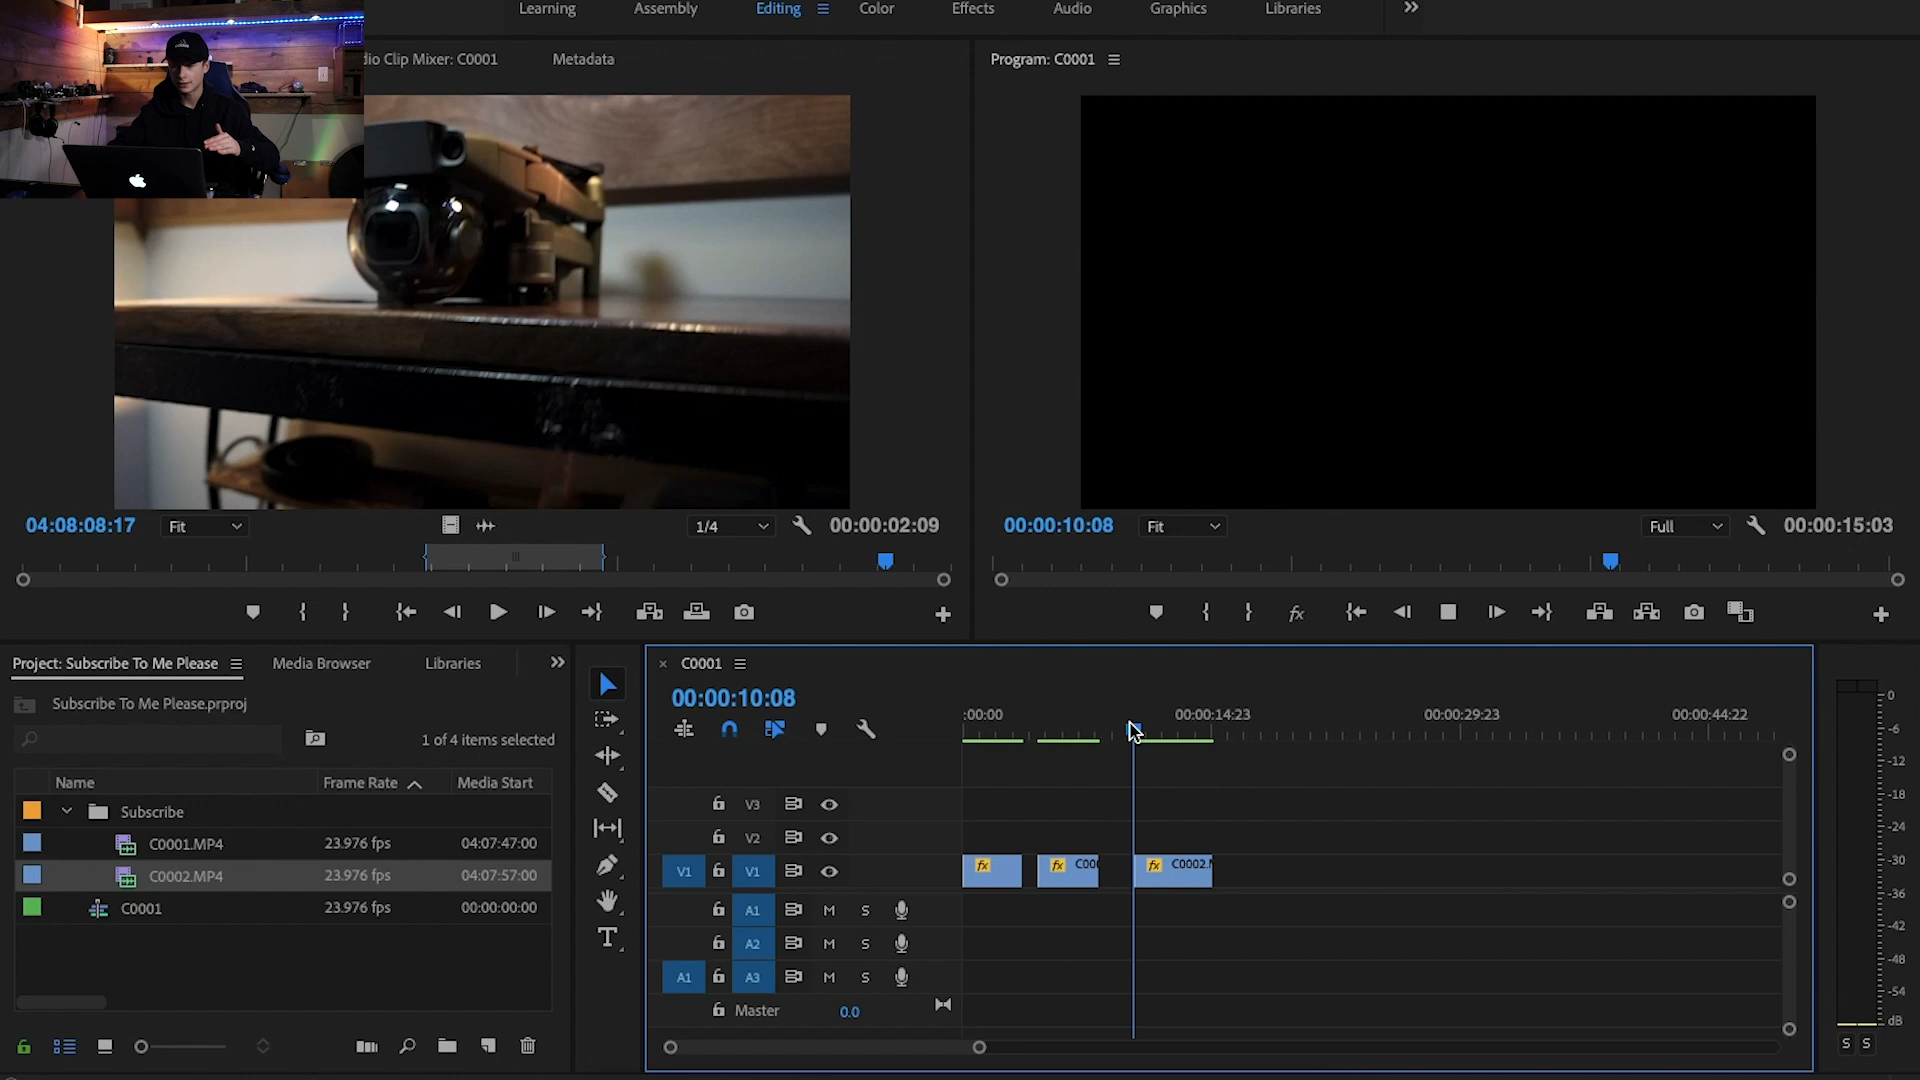 Learning Assembly Editing Color Effects Audio Graphics Libraries
dio Clip Mixer: C0001 Metadata
Program: C0001
04:08:08:17 Fit 1/4 00:00:02:09
00:00:10:08 Fit Full 00:00:15:03
Project: Subscribe To Me Please Media Browser Libraries
Subscribe To Me Please.prproj
1 of 4 items selected
Name Frame Rate Media Start
Subscribe
C0001.MP4 23.976 fps 04:07:47:00
C0002.MP4 23.976 fps 04:07:57:00
C0001 23.976 fps 00:00:00:00
C0001
00:00:10:08
:00:00 00:00:14:23 00:00:29:23 00:00:44:22
V3
V2
V1 V1 fx fx C00 fx C0002.M
A1 M S
A2 M S
A1 A3 M S
Master 0.0
0
-6
-12
-18
-24
-30
-36
-42
-48
-54
dB
S S